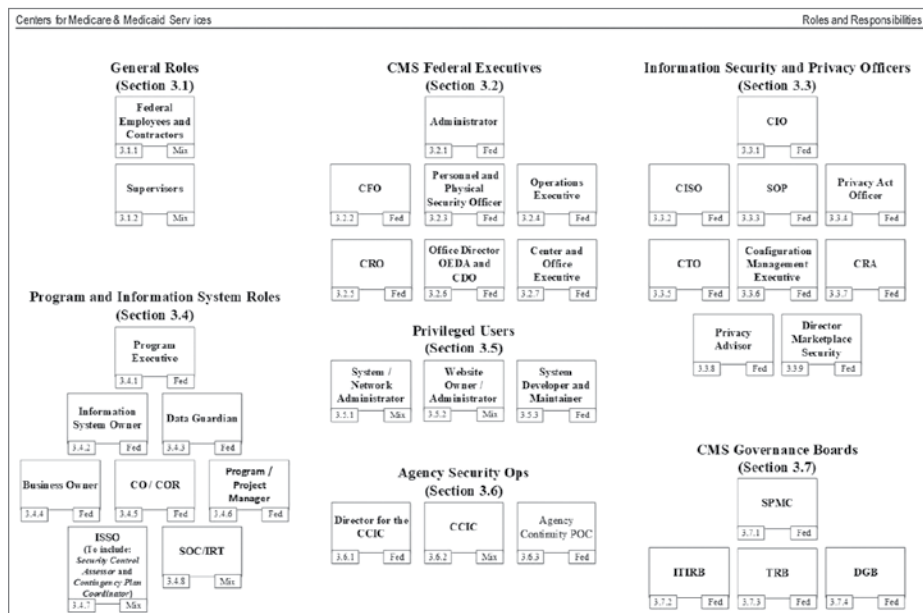 Centers for Medicare & Medicaid Services
Roles and Responsibilities
General Roles
(Section 3.1)
Federal
Employees and
Contractors
3.1.1 Mix
Supervisors
3.1.2 Mix
CMS Federal Executives
(Section 3.2)
Administrator
3.2.1 Fed
CFO
3.2.2 Fed
Personnel and
Physical
Security Officer
3.2.3 Fed
Operations
Executive
3.2.4 Fed
CRO
3.2.5 Fed
Office Director
OEDA and
CDO
3.2.6 Fed
Center and
Office
Executive
3.2.7 Fed
Information Security and Privacy Officers
(Section 3.3)
CIO
3.3.1 Fed
CISO
3.3.2 Fed
SOP
3.3.3 Fed
Privacy Act
Officer
3.3.4 Fed
CTO
3.3.5 Fed
Configuration
Management
Executive
3.3.6 Fed
CRA
3.3.7 Fed
Privacy
Advisor
3.3.8 Fed
Director
Marketplace
Security
3.3.9 Fed
Program and Information System Roles
(Section 3.4)
Program
Executive
3.4.1 Fed
Information
System Owner
3.4.2 Fed
Data Guardian
3.4.3 Fed
Business Owner
3.4.4 Fed
CO / COR
3.4.5 Fed
Program /
Project
Manager
3.4.6 Fed
ISSO
(To include:
Security Control
Assessor and
Contingency Plan
Coordinator)
3.4.7 Mix
SOC/IRT
3.4.8 Mix
Privileged Users
(Section 3.5)
System /
Network
Administrator
3.5.1 Mix
Website
Owner /
Administrator
3.5.2 Mix
System
Developer and
Maintainer
3.5.3 Fed
Agency Security Ops
(Section 3.6)
Director for the
CCIC
3.6.1 Fed
CCIC
3.6.2 Mix
Agency
Continuity POC
3.6.3 Fed
CMS Governance Boards
(Section 3.7)
SPMC
3.7.1 Fed
ITIRB
3.7.2 Fed
TRB
3.7.3 Fed
DGB
3.7.4 Fed